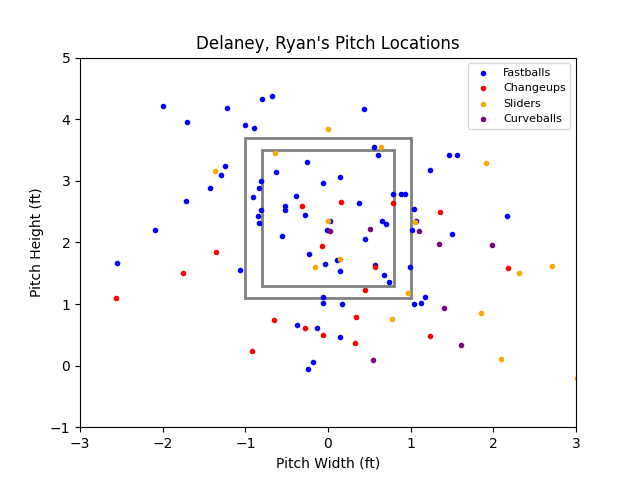 Delaney, Ryan's Pitch Locations
Fastballs
Changeups
Sliders
Curveballs
5
4
3
2
1
0
−1
Pitch Height (ft)
−3
−2
−1
0
1
2
3
Pitch Width (ft)